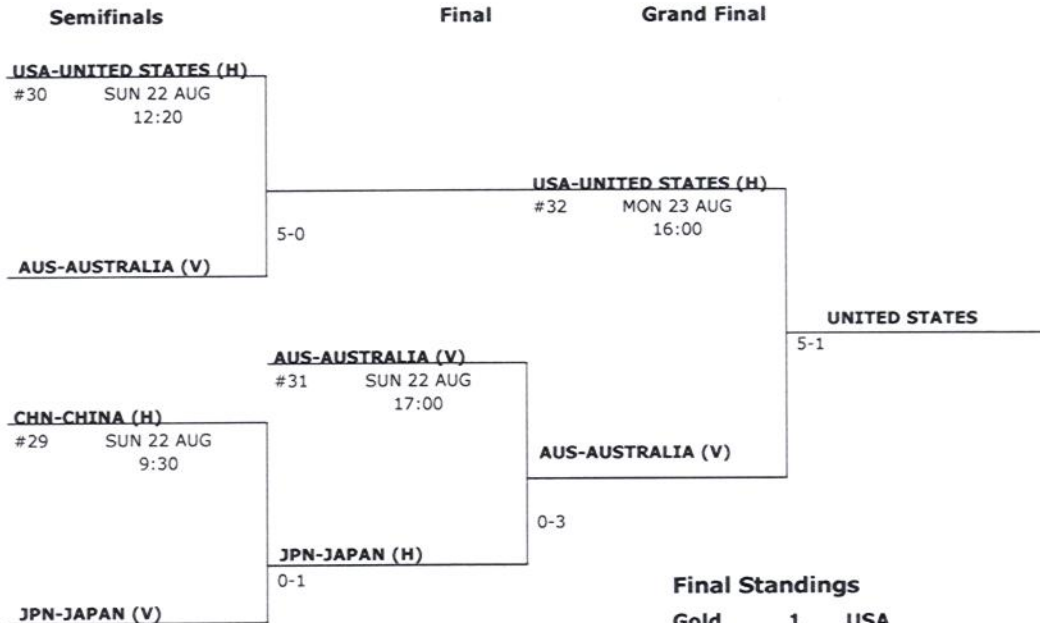 Semifinals Final Grand Final
USA-UNITED STATES (H)
#30 SUN 22 AUG
12:20
5-0
AUS-AUSTRALIA (V)
USA-UNITED STATES (H)
#32 MON 23 AUG
16:00
UNITED STATES
5-1
AUS-AUSTRALIA (V)
#31 SUN 22 AUG
17:00
CHN-CHINA (H)
#29 SUN 22 AUG
9:30
AUS-AUSTRALIA (V)
0-3
JPN-JAPAN (H)
0-1
JPN-JAPAN (V)
Final Standings
Gold 1 USA